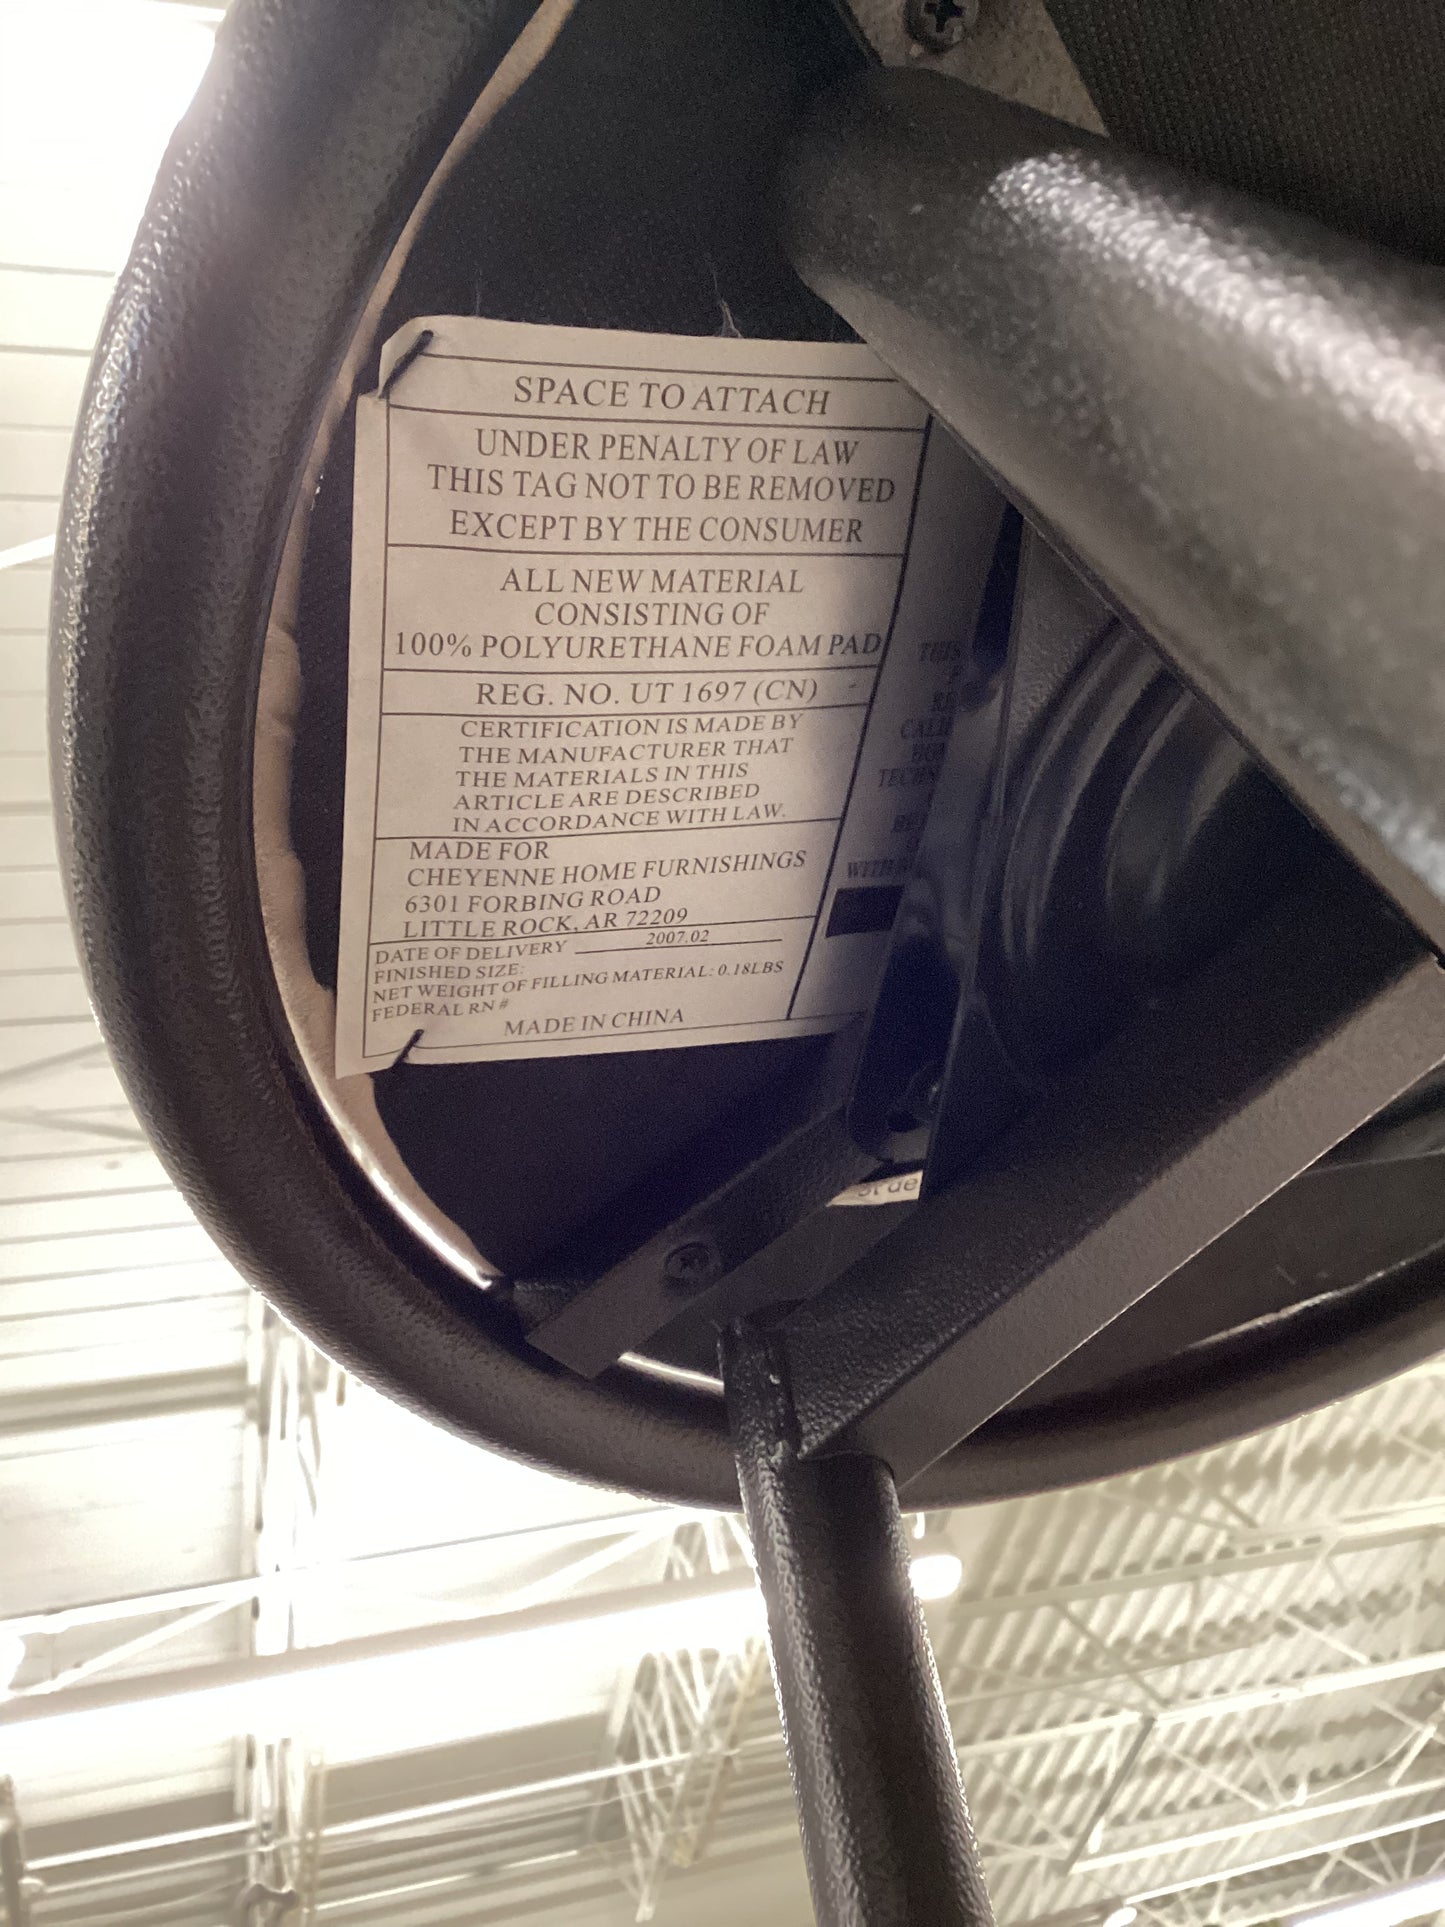 SPACE TO ATTACH
UNDER PENALTY OF LAW
THIS TAG NOT TO BE REMOVED
EXCEPT BY THE CONSUMER
ALL NEW MATERIAL
CONSISTING OF
100% POLYURETHANE FOAM PAD
REG. NO. UT 1697 (CN)
CERTIFICATION IS MADE BY
THE MANUFACTURER THAT
THE MATERIALS IN THIS
ARTICLE ARE DESCRIBED
IN ACCORDANCE WITH LAW.
MADE FOR
CHEYENNE HOME FURNISHINGS
6301 FORBING ROAD
LITTLE ROCK, AR 72209
DATE OF DELIVERY 2007.02
FINISHED SIZE:
NET WEIGHT OF FILLING MATERIAL: 0.18LBS
FEDERAL RN #
MADE IN CHINA
THIS